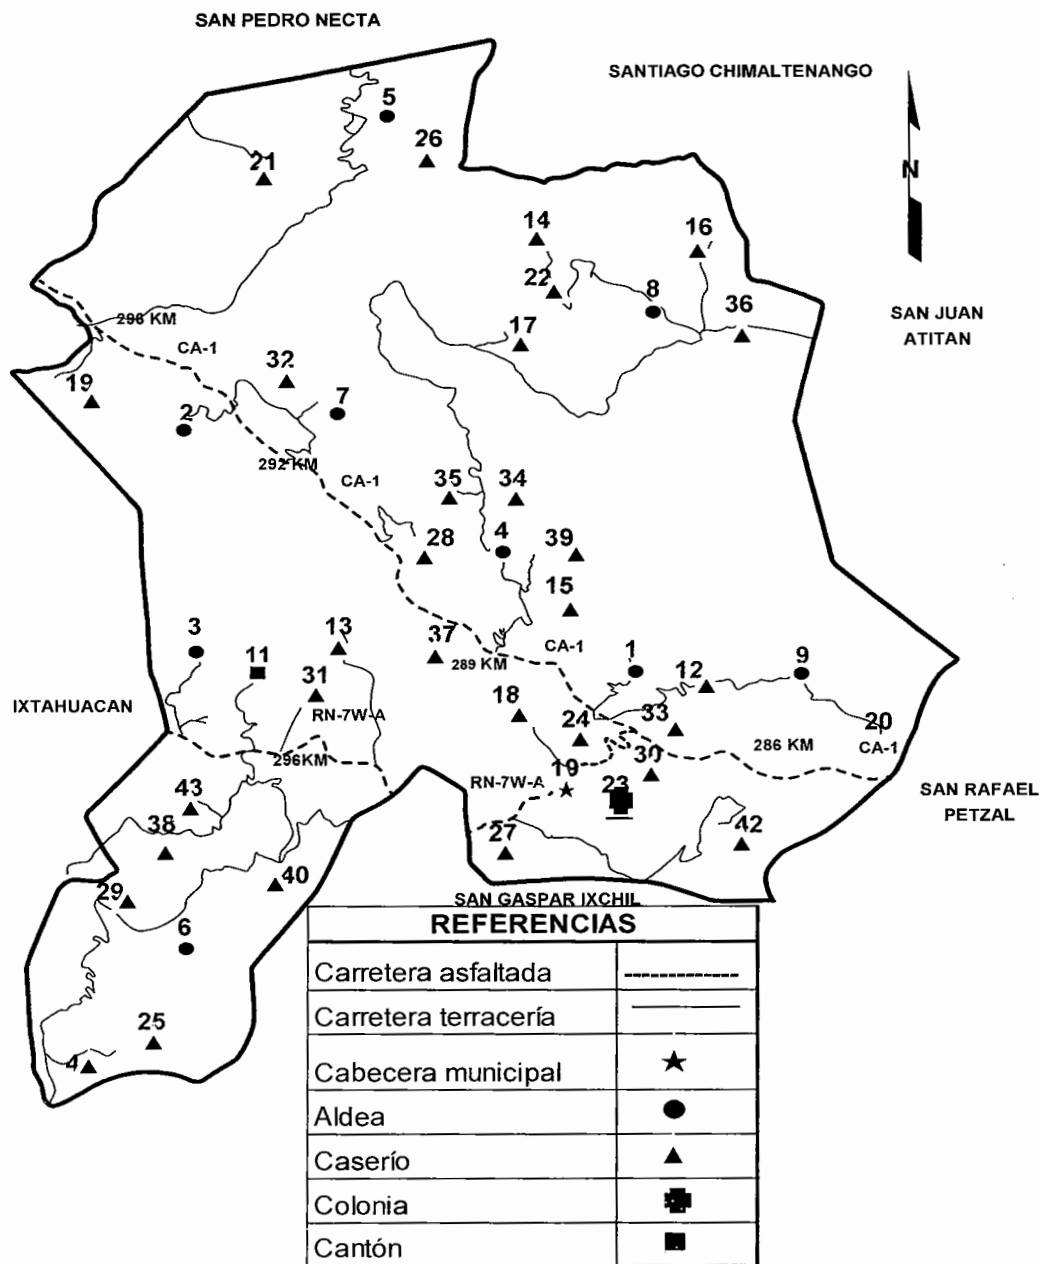 SAN PEDRO NECTA
SANTIAGO CHIMALTENANGO
5
26
21
N
14
16
22
8
36
SAN JUAN
ATITAN
296 KM
17
CA-1
32
19
7
2
292 KM
CA-1
35
34
4
28
39
15
3
13
37
11
CA-1
1
9
289 KM
12
31
IXTAHUACAN
RN-7W-A
18
33
20
24
286 KM
CA-1
296KM
30
19
RN-7W-A
23
SAN RAFAEL
PETZAL
43
38
27
42
40
29
SAN GASPAR IXCHIL
6
25
4
REFERENCIAS
Carretera asfaltada
Carretera terracería
Cabecera municipal
Aldea
Caserío
Colonia
Cantón